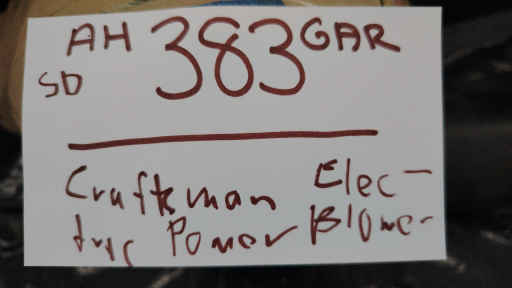 AH 383 GAR
SD
Craftsman Elec-
tric Power Blower